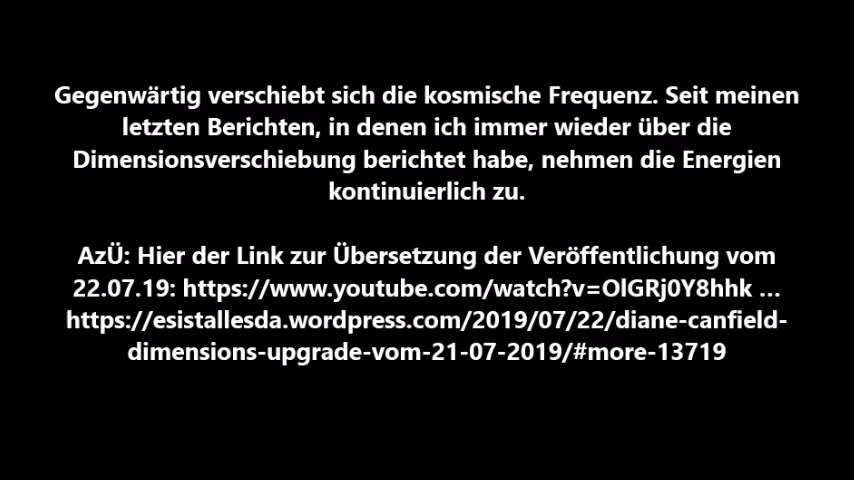 Gegenwärtig verschiebt sich die kosmische Frequenz. Seit meinen
letzten Berichten, in denen ich immer wieder über die
Dimensionsverschiebung berichtet habe, nehmen die Energien
kontinuierlich zu.
AzÜ: Hier der Link zur Übersetzung der Veröffentlichung vom
22.07.19: https://www.youtube.com/watch?v=OlGRj0Y8hhk ...
https://esistallesda.wordpress.com/2019/07/22/diane-canfield-
dimensions-upgrade-vom-21-07-2019/#more-13719